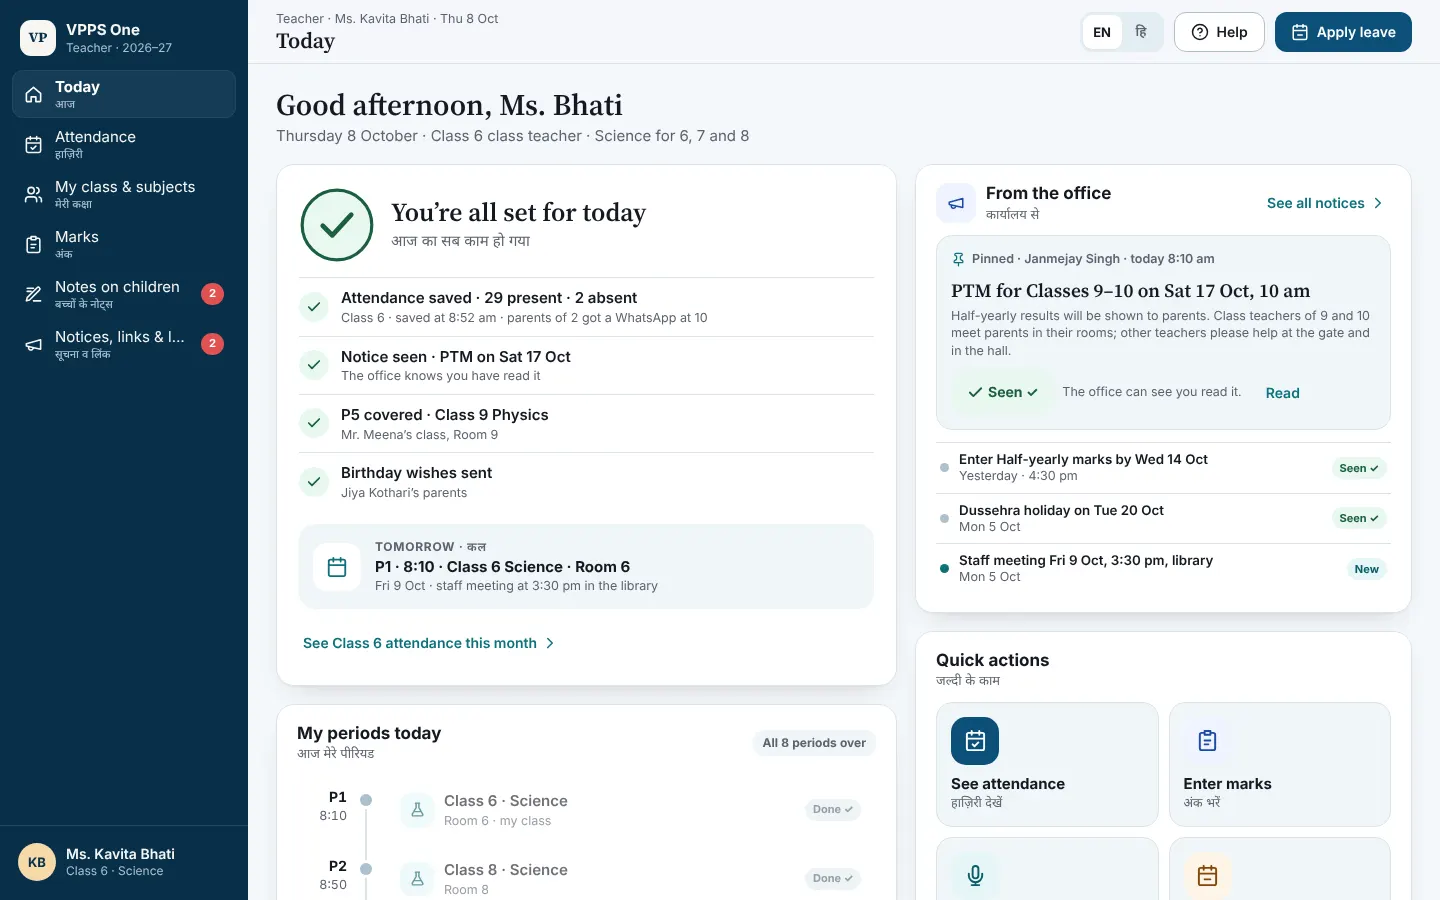 VP
VPPS One
Teacher · 2026–27
Today
आज
Attendance
हाज़िरी
My class & subjects
मेरी कक्षा
Marks
अंक
Notes on children
बच्चों के नोट्स
2
Notices, links & l...
सूचना व लिंक
2
KB
Ms. Kavita Bhati
Class 6 · Science
Teacher · Ms. Kavita Bhati · Thu 8 Oct
Today
EN
हि
Help
Apply leave
Good afternoon, Ms. Bhati
Thursday 8 October · Class 6 class teacher · Science for 6, 7 and 8
You’re all set for today
आज का सब काम हो गया
Attendance saved · 29 present · 2 absent
Class 6 · saved at 8:52 am · parents of 2 got a WhatsApp at 10
Notice seen · PTM on Sat 17 Oct
The office knows you have read it
P5 covered · Class 9 Physics
Mr. Meena’s class, Room 9
Birthday wishes sent
Jiya Kothari’s parents
TOMORROW · कल
P1 · 8:10 · Class 6 Science · Room 6
Fri 9 Oct · staff meeting at 3:30 pm in the library
See Class 6 attendance this month
My periods today
आज मेरे पीरियड
All 8 periods over
P1
8:10
Class 6 · Science
Room 6 · my class
Done ✓
P2
8:50
Class 8 · Science
Room 8
Done ✓
From the office
कार्यालय से
See all notices
Pinned · Janmejay Singh · today 8:10 am
PTM for Classes 9–10 on Sat 17 Oct, 10 am
Half-yearly results will be shown to parents. Class teachers of 9 and 10
meet parents in their rooms; other teachers please help at the gate and
in the hall.
✓ Seen ✓
The office can see you read it.
Read
Enter Half-yearly marks by Wed 14 Oct
Yesterday · 4:30 pm
Seen ✓
Dussehra holiday on Tue 20 Oct
Mon 5 Oct
Seen ✓
Staff meeting Fri 9 Oct, 3:30 pm, library
Mon 5 Oct
New
Quick actions
जल्दी के काम
See attendance
हाज़िरी देखें
Enter marks
अंक भरें